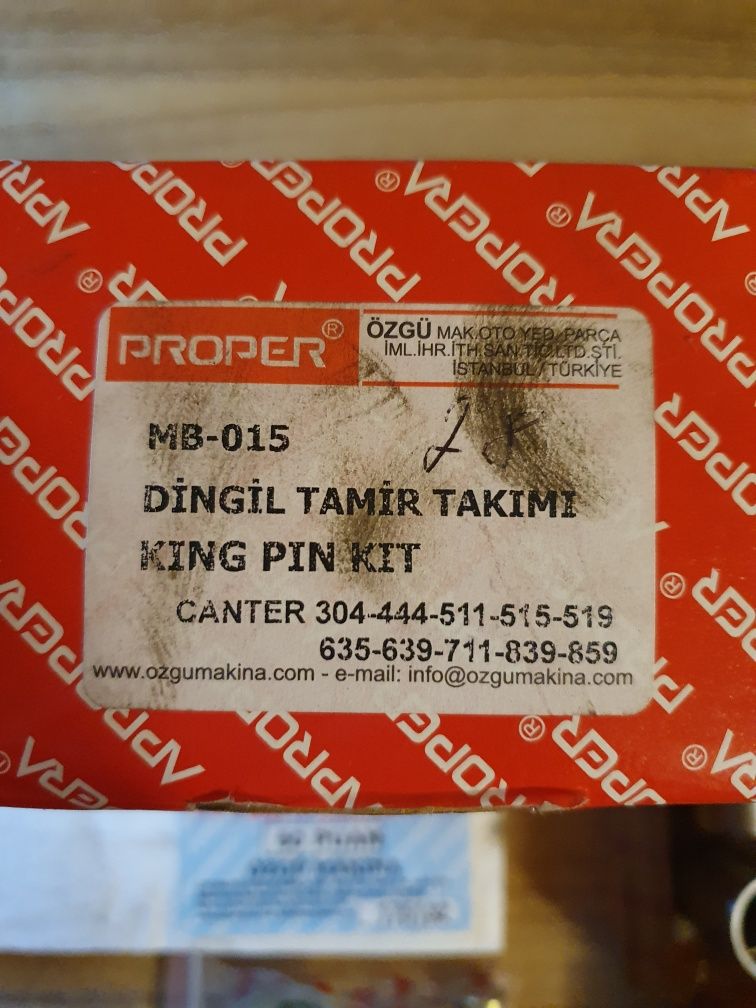 PROPER®
ÖZGÜ MAK.OTO YED.PARÇA
İML.İHR.İTH.SAN.TİC.LTD.ŞTİ.
İSTANBUL/TÜRKİYE
MB-015
DİNGİL TAMİR TAKIMI
KING PIN KIT
CANTER 304-444-511-515-519
635-639-711-839-859
www.ozgumakina.com - e-mail: info@ozgumakina.com